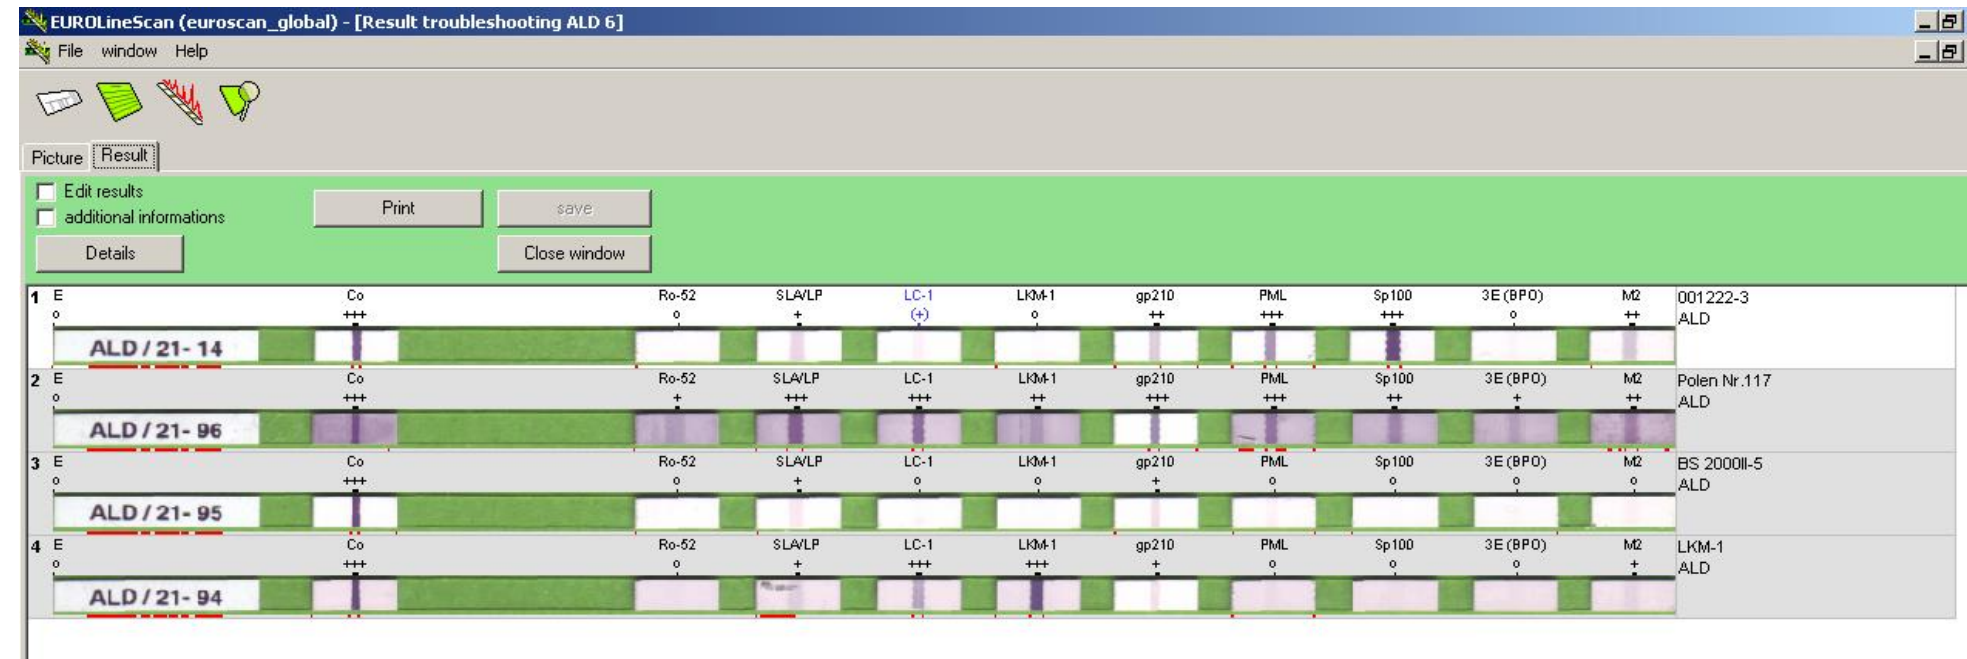 EUROLineScan (euroscan_global) - [Result troubleshooting ALD 6]
File window Help
Picture Result
Edit results
additional informations
Print save
Details Close window
1 E Co Ro-52 SLA/LP LC-1 LKM-1 gp210 PML Sp100 3E (BPO) M2 001222-3
o +++ o + (+) o ++ +++ +++ o ++ ALD
ALD / 21- 14
2 E Co Ro-52 SLA/LP LC-1 LKM-1 gp210 PML Sp100 3E (BPO) M2 Polen Nr.117
o +++ + +++ +++ ++ +++ +++ ++ + ++ ALD
ALD / 21- 96
3 E Co Ro-52 SLA/LP LC-1 LKM-1 gp210 PML Sp100 3E (BPO) M2 BS 2000II-5
o +++ o + o o + o o o o ALD
ALD / 21- 95
4 E Co Ro-52 SLA/LP LC-1 LKM-1 gp210 PML Sp100 3E (BPO) M2 LKM-1
o +++ o + +++ +++ + o o o + ALD
ALD / 21- 94